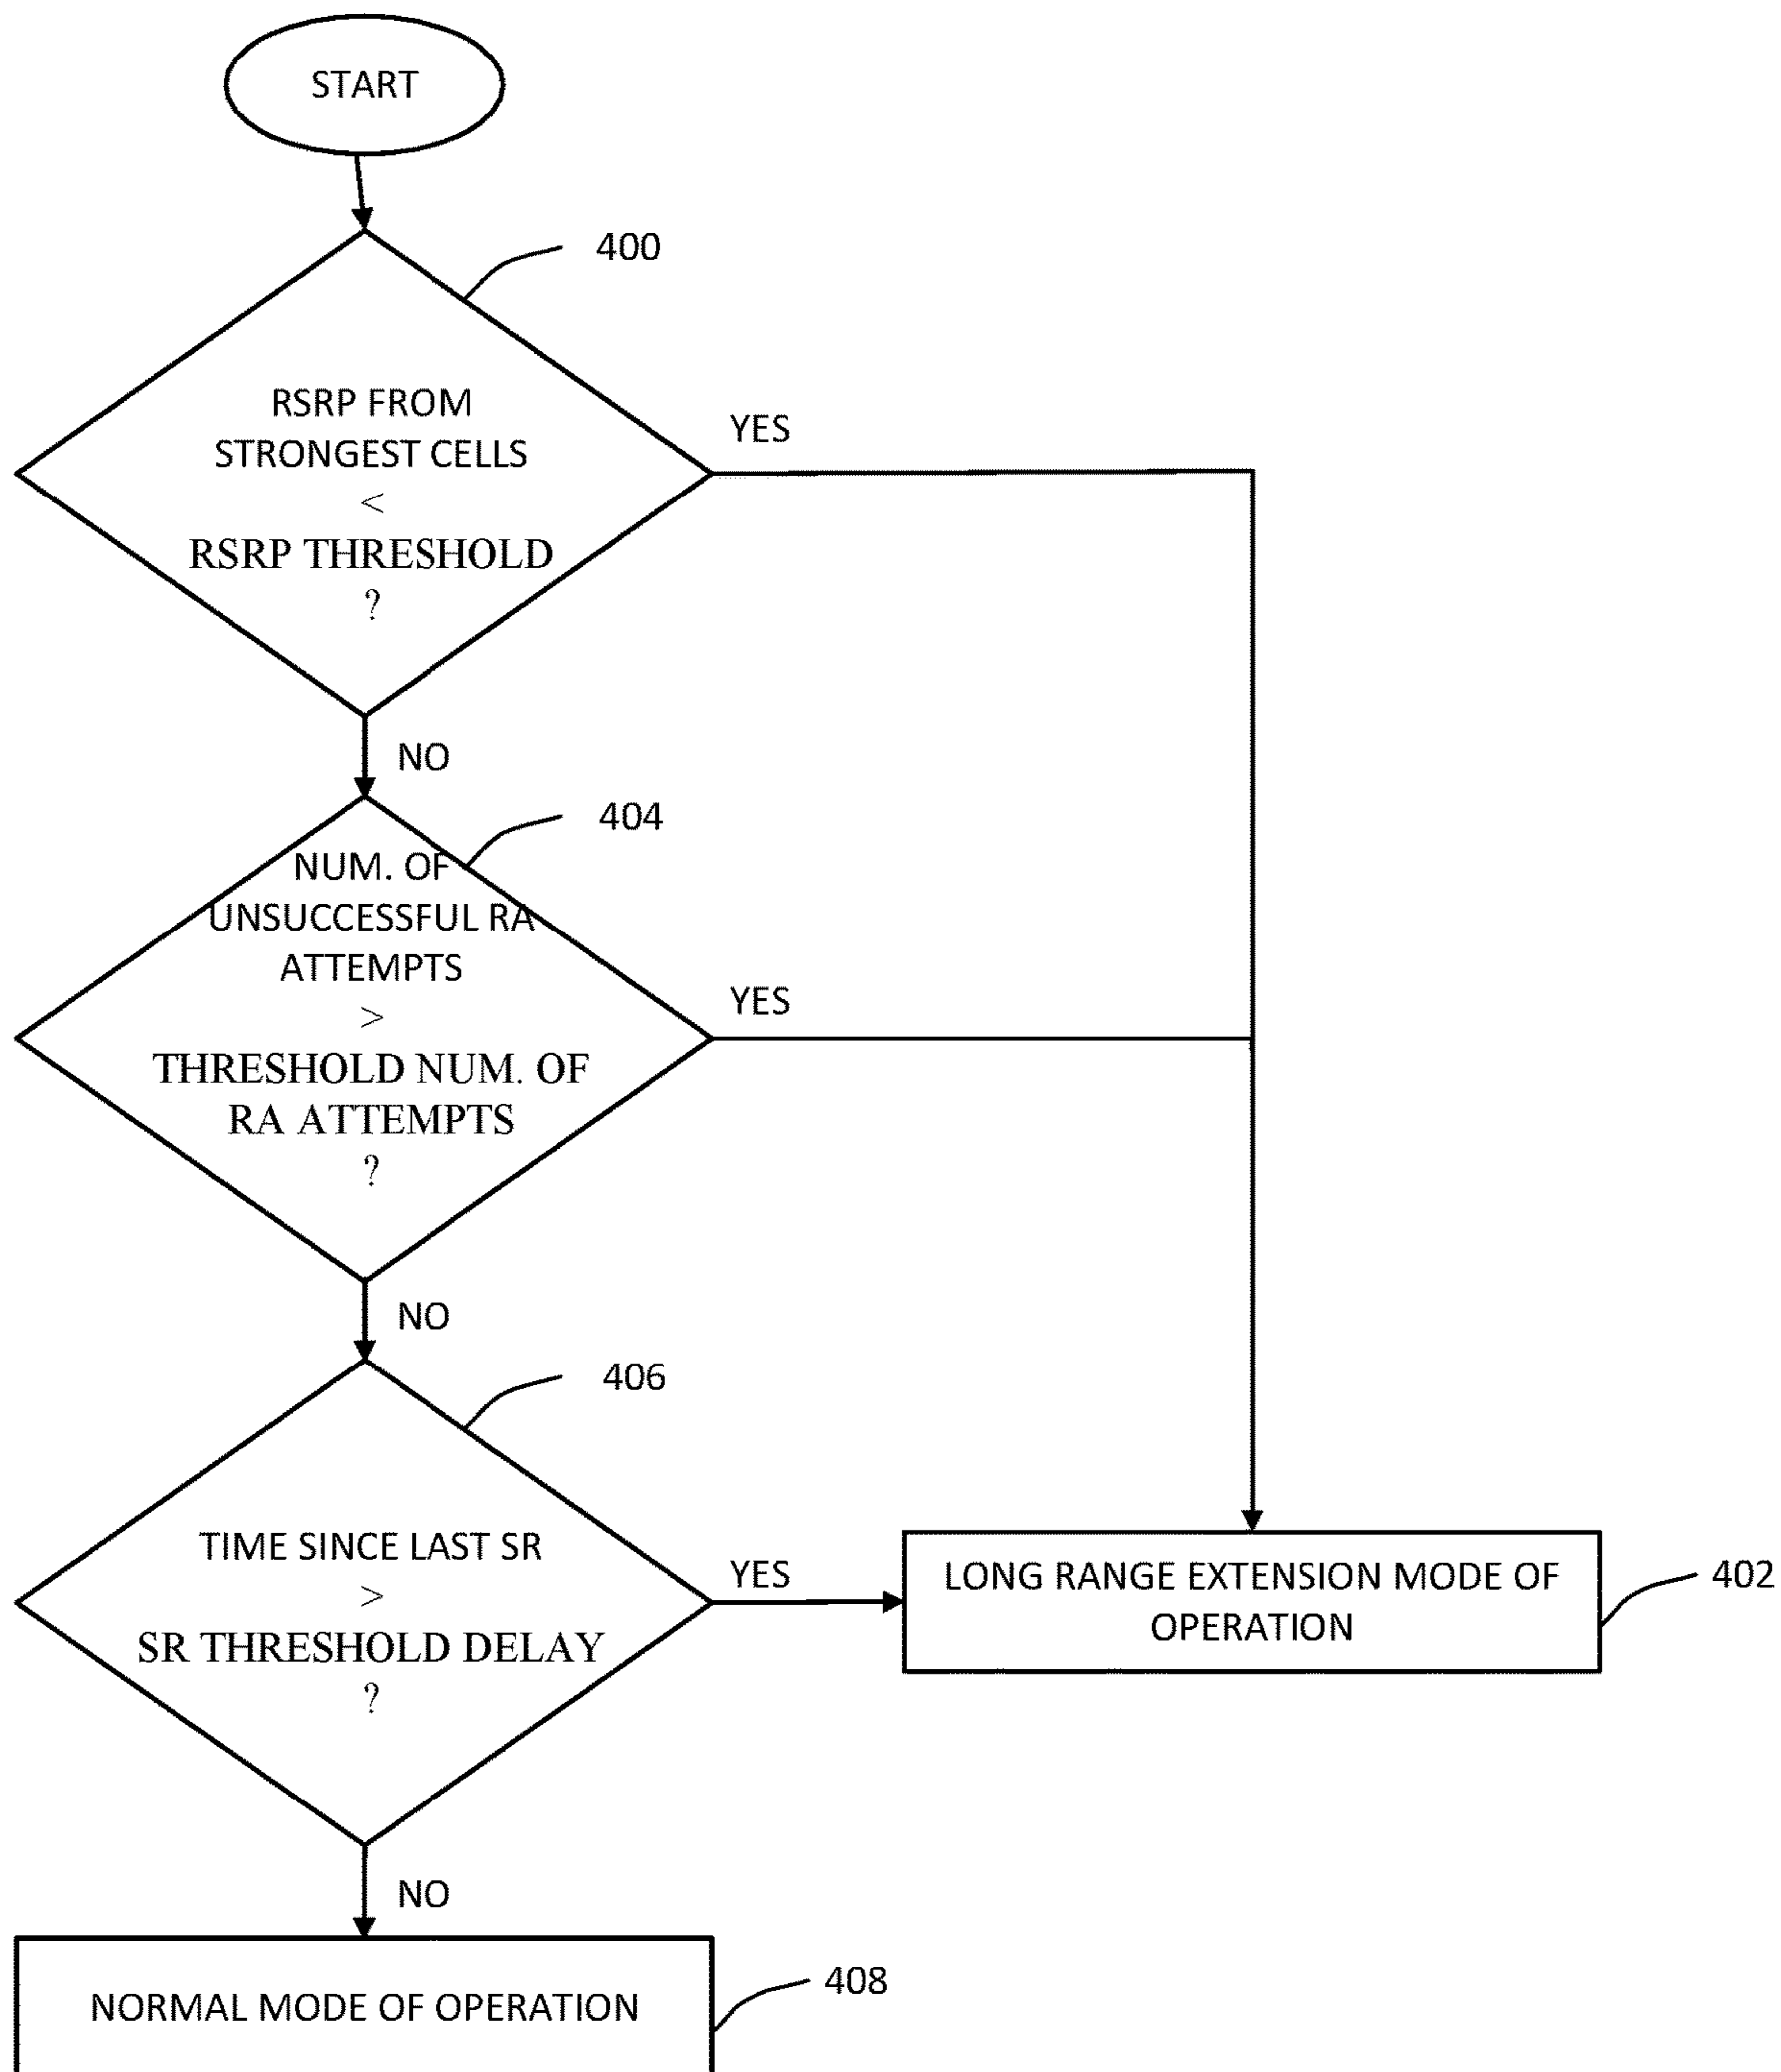 START
400
RSRP FROM
STRONGEST CELLS
<
RSRP THRESHOLD
?
YES
NO
404
NUM. OF
UNSUCCESSFUL RA
ATTEMPTS
>
THRESHOLD NUM. OF
RA ATTEMPTS
?
YES
NO
406
TIME SINCE LAST SR
>
SR THRESHOLD DELAY
?
YES
LONG RANGE EXTENSION MODE OF
OPERATION
402
NO
NORMAL MODE OF OPERATION
408